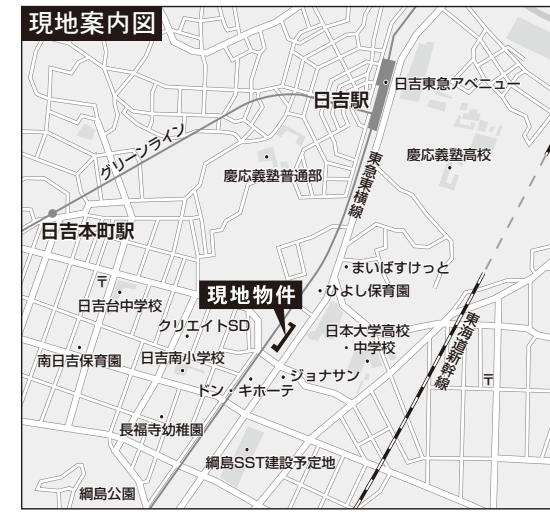 現地案内図
日吉東急アベニュー
日吉駅
グリーンライン
慶応義塾高校
慶応義塾普通部
東急東横線
日吉本町駅
まいばすけっと
〒
現地物件
ひよし保育園
日吉台中学校
クリエイトSD
日本大学高校
・中学校
東海道新幹線
南日吉保育園
日吉南小学校
ジョナサン
〒
ドン・キホーテ
長福寺幼稚園
綱島SST建設予定地
綱島公園